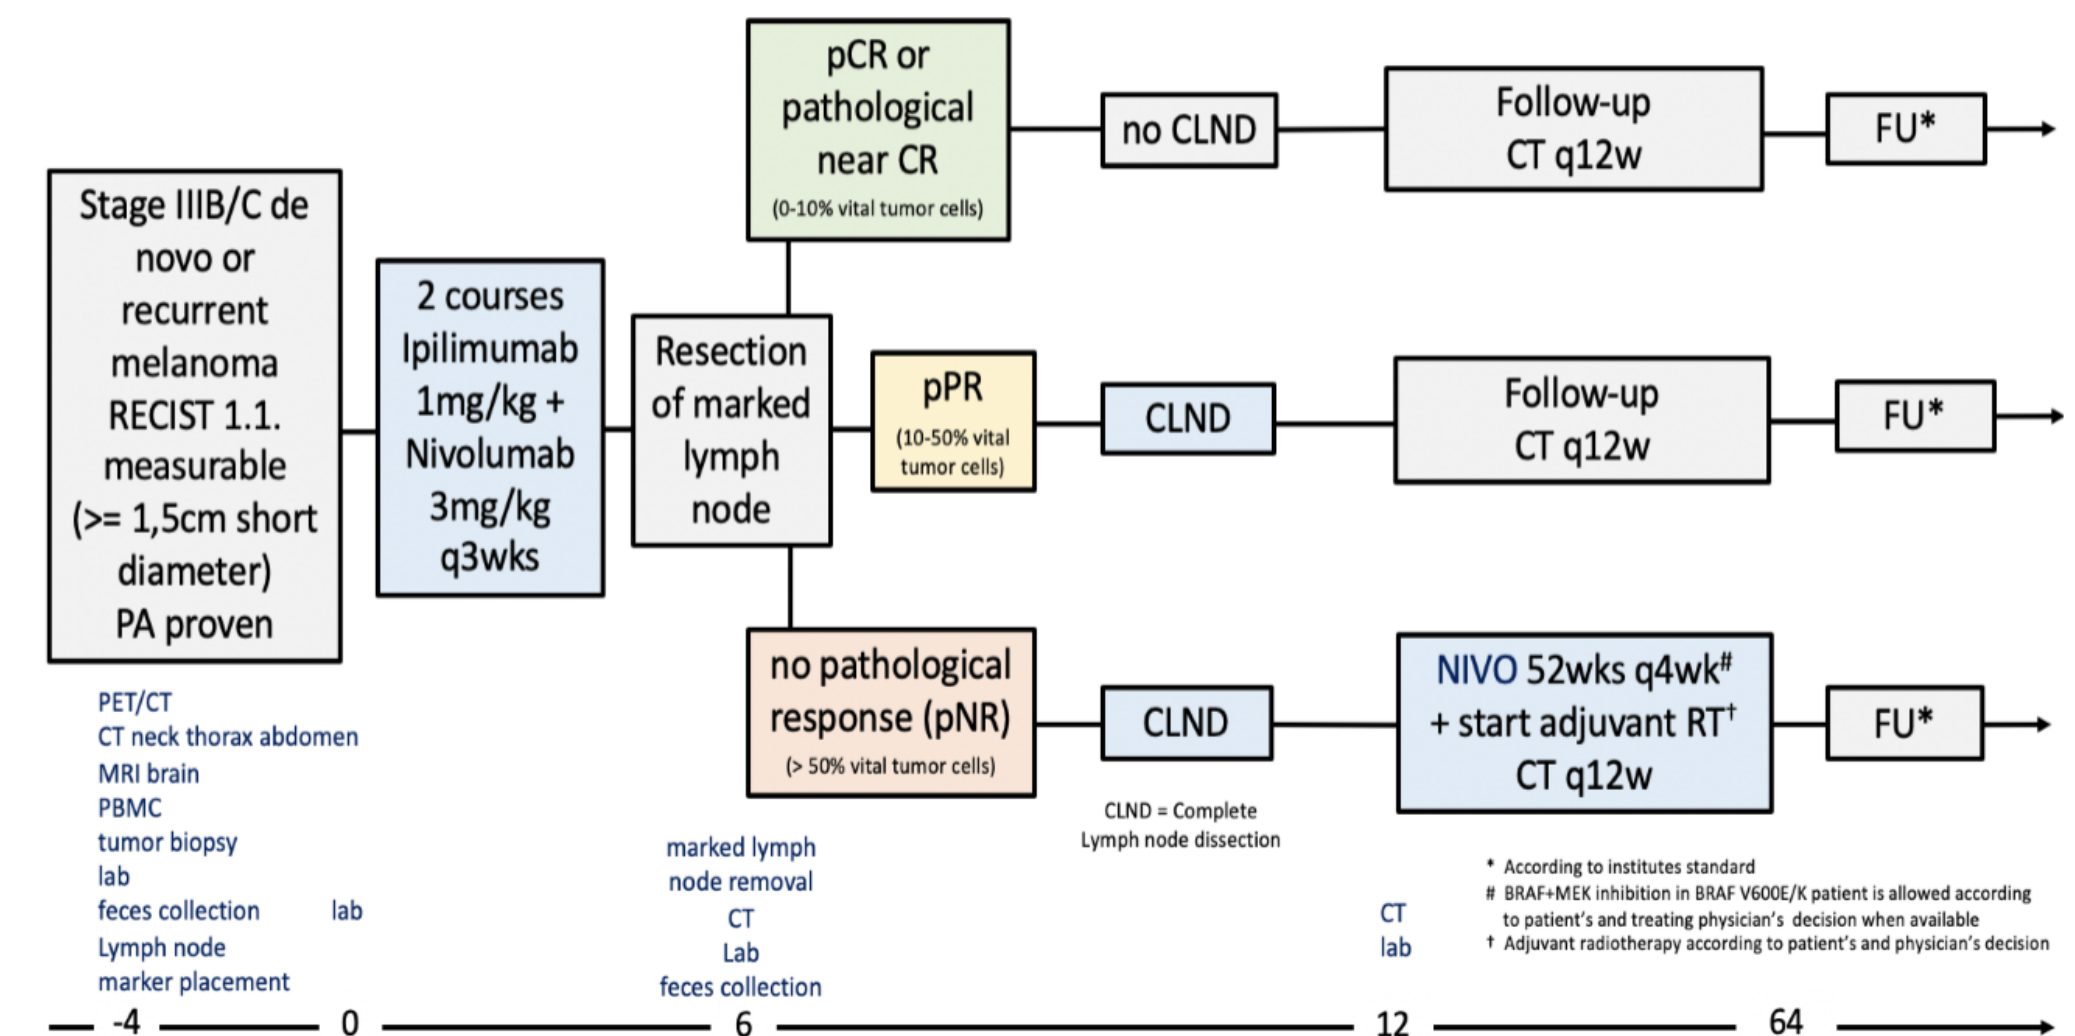 Stage IIIB/C de
novo or
recurrent
melanoma
RECIST 1.1.
measurable
(>= 1,5cm short
diameter)
PA proven
2 courses
Ipilimumab
1mg/kg +
Nivolumab
3mg/kg
q3wks
Resection
of marked
lymph
node
pCR or
pathological
near CR
(0-10% vital tumor cells)
no CLND
Follow-up
CT q12w
FU*
pPR
(10-50% vital
tumor cells)
CLND
Follow-up
CT q12w
FU*
no pathological
response (pNR)
(> 50% vital tumor cells)
CLND
NIVO 52wks q4wk#
+ start adjuvant RT†
CT q12w
FU*
CLND = Complete
Lymph node dissection
* According to institutes standard
# BRAF+MEK inhibition in BRAF V600E/K patient is allowed according
to patient's and treating physician's decision when available
† Adjuvant radiotherapy according to patient's and physician's decision
PET/CT
CT neck thorax abdomen
MRI brain
PBMC
tumor biopsy
lab
feces collection
Lymph node
marker placement
lab
marked lymph
node removal
CT
Lab
feces collection
CT
lab
-4 0 6 12 64